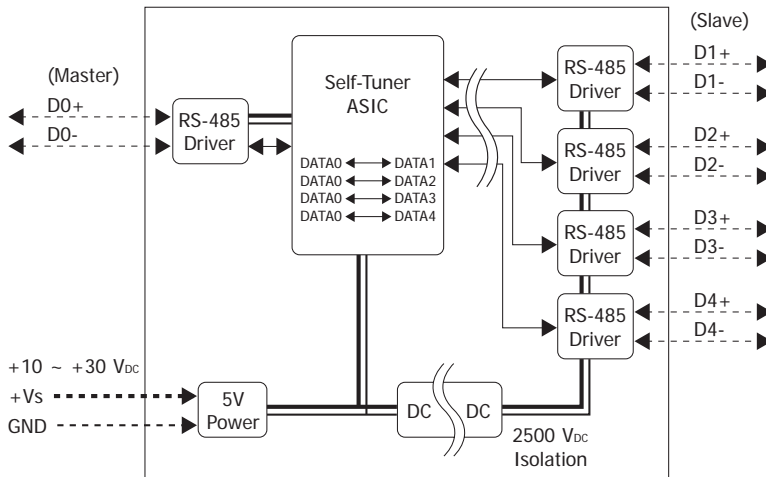 (Slave)
(Master)
D0+
D0-
RS-485
Driver
Self-Tuner
ASIC
DATA0 DATA1
DATA0 DATA2
DATA0 DATA3
DATA0 DATA4
RS-485
Driver
D1+
D1-
RS-485
Driver
D2+
D2-
RS-485
Driver
D3+
D3-
RS-485
Driver
D4+
D4-
+10 ~ +30 VDC
+Vs
GND
5V
Power
DC DC
2500 VDC
Isolation